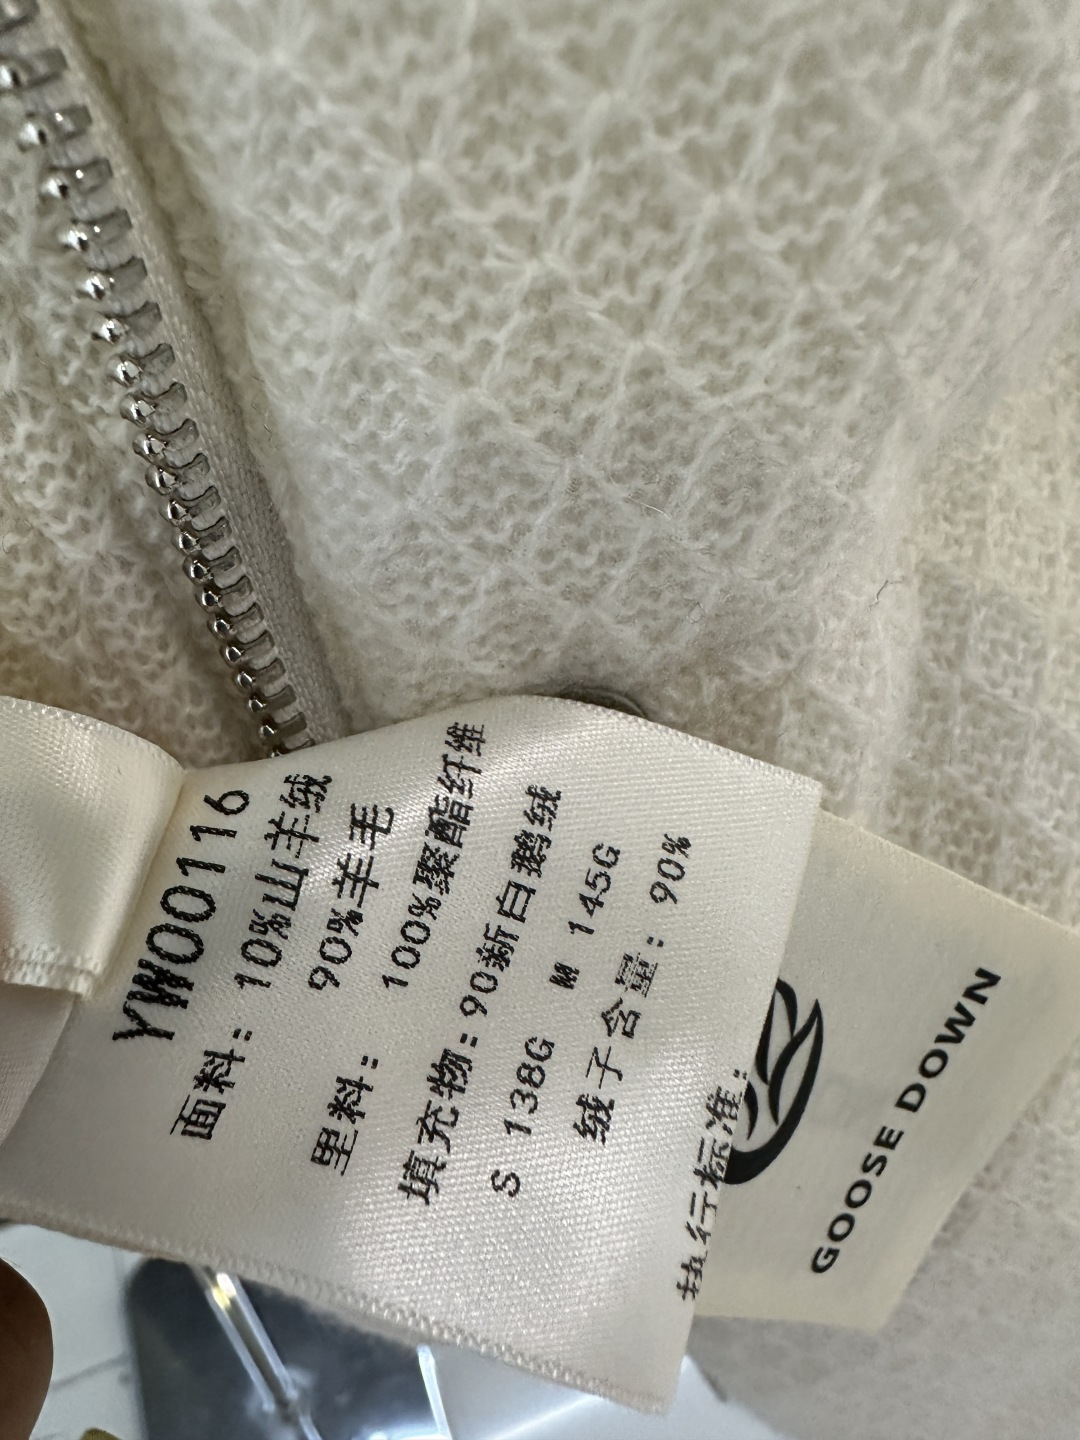 YW00116
面料：10%山羊绒
90%羊毛
里料：100%聚酯纤维
填充物：90新白鹅绒
S 138G M 145G
绒子含量：90%
执行标准：
GOOSE DOWN